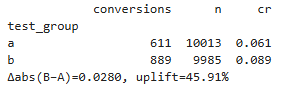 conversions n cr
test_group
a 611 10013 0.061
b 889 9985 0.089
Δabs(B-A)=0.0280, uplift=45.91%